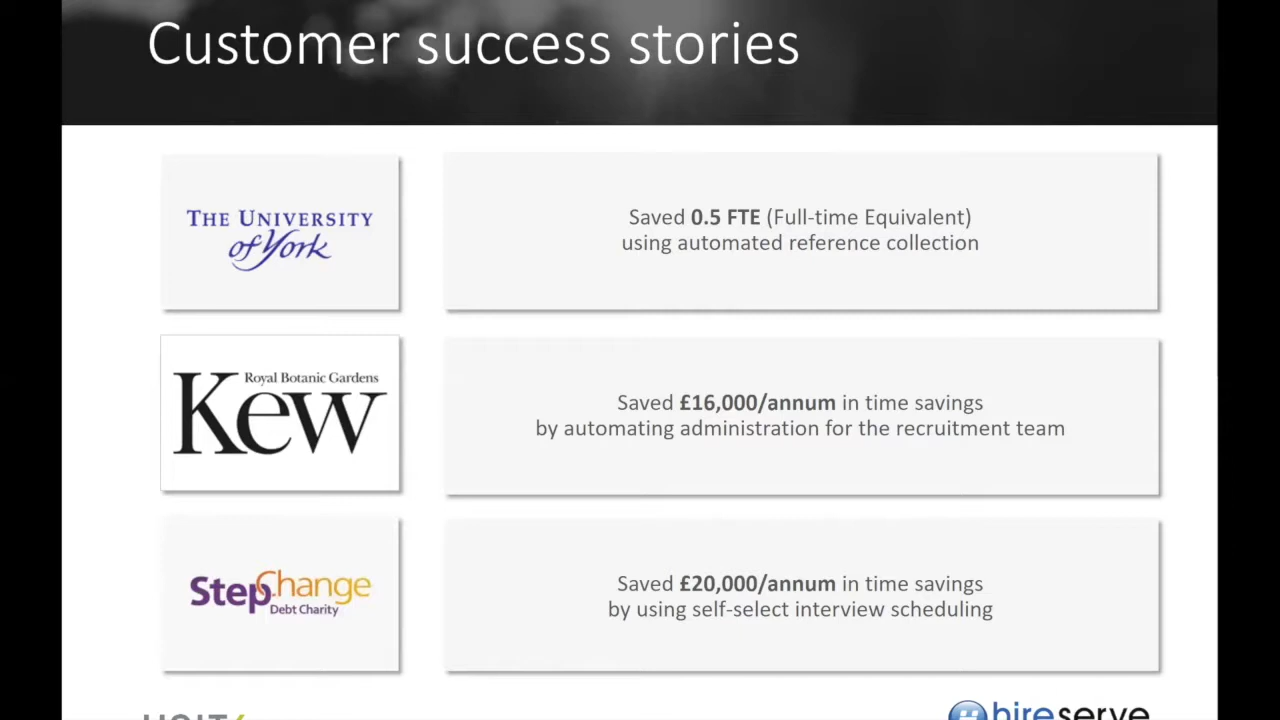 Customer success stories
THE UNIVERSITY
of York
Saved 0.5 FTE (Full-time Equivalent)
using automated reference collection
Royal Botanic Gardens
Kew
Saved £16,000/annum in time savings
by automating administration for the recruitment team
StepChange
Debt Charity
Saved £20,000/annum in time savings
by using self-select interview scheduling
hireserve